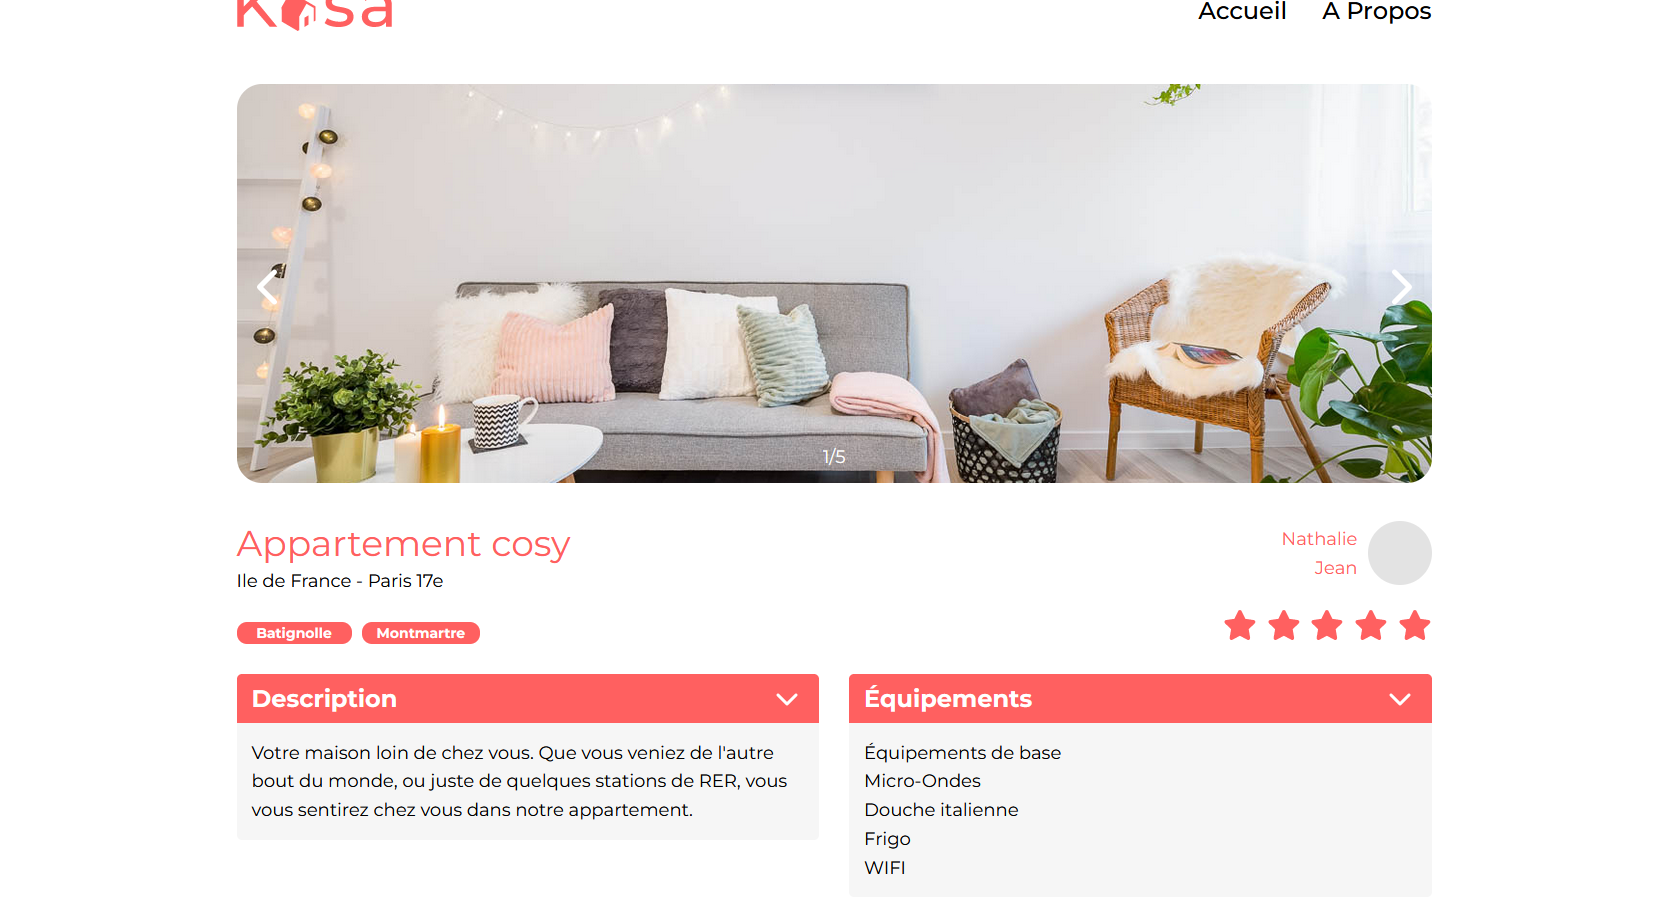 Kasa
Accueil A Propos
1/5
Appartement cosy
Ile de France - Paris 17e
Nathalie
Jean
Batignolle Montmartre
Description
Votre maison loin de chez vous. Que vous veniez de l'autre
bout du monde, ou juste de quelques stations de RER, vous
vous sentirez chez vous dans notre appartement.
Équipements
Équipements de base
Micro-Ondes
Douche italienne
Frigo
WIFI